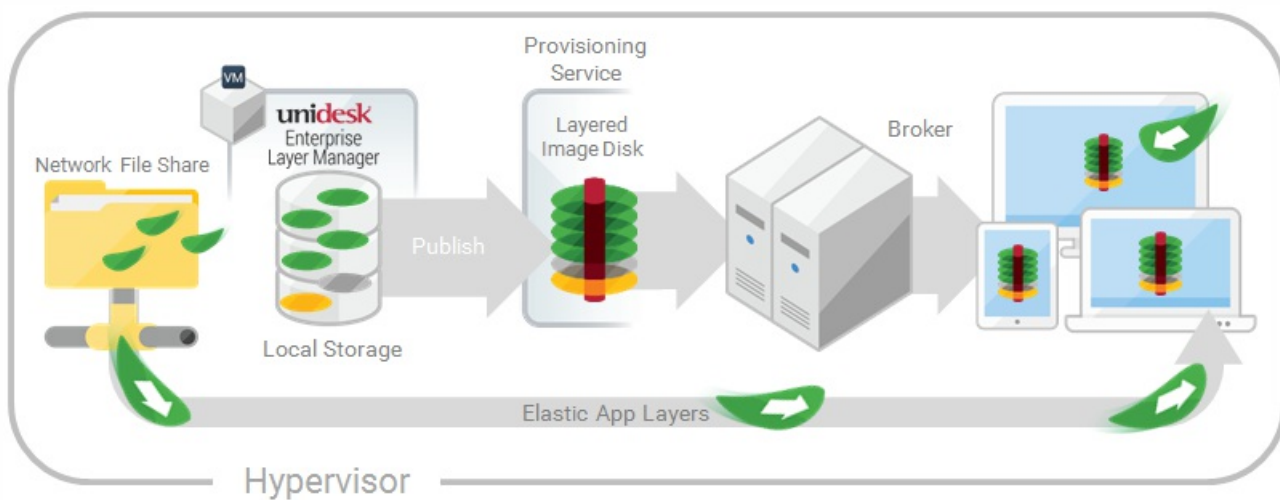 Provisioning
Service
VM
unidesk
Enterprise
Layer Manager
Layered
Image Disk
Broker
Network File Share
Publish
Local Storage
Elastic App Layers
Hypervisor